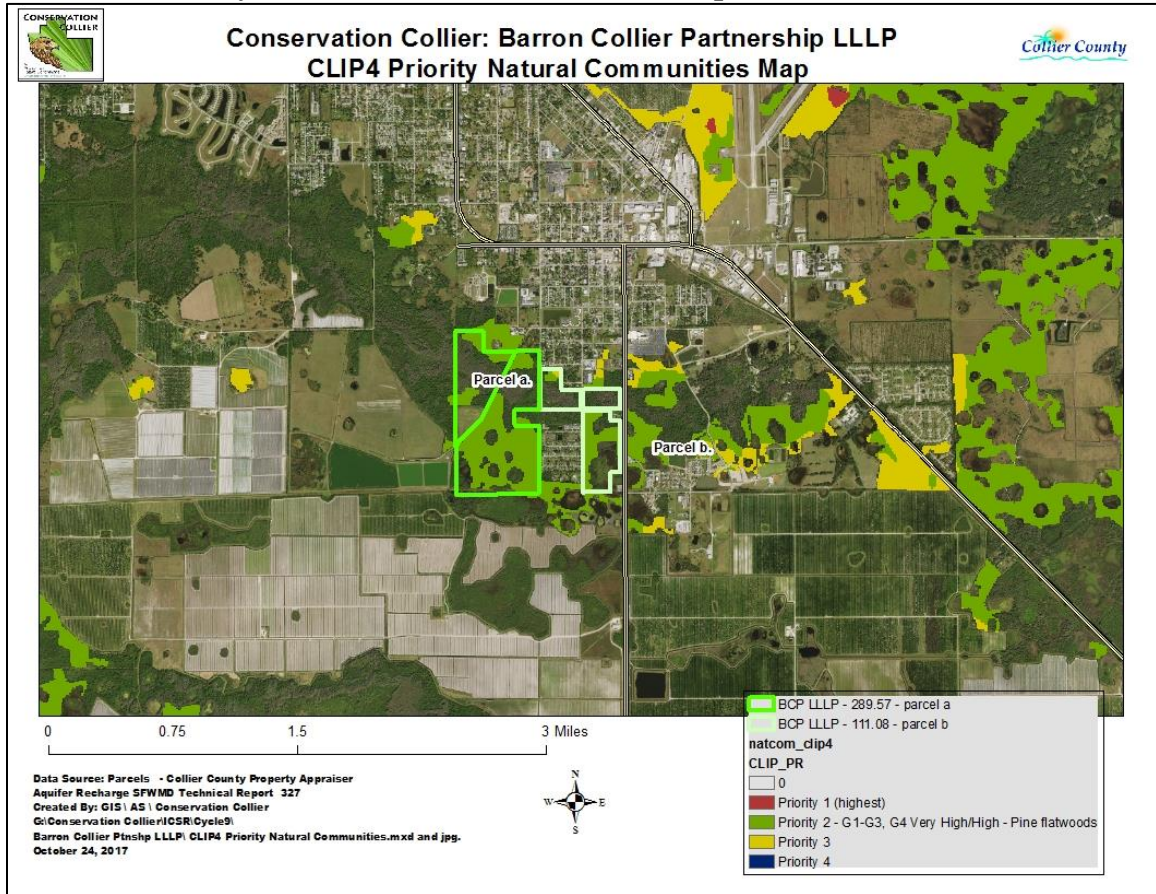 CONSERVATION
COLLIER
Conservation Collier: Barron Collier Partnership LLLP
CLIP4 Priority Natural Communities Map
Collier County
Parcel a.
Parcel b.
0 0.75 1.5 3 Miles
BCP LLLP - 289.57 - parcel a
BCP LLLP - 111.08 - parcel b
natcom_clip4
CLIP_PR
0
Priority 1 (highest)
Priority 2 - G1-G3, G4 Very High/High - Pine flatwoods
Priority 3
Priority 4
Data Source: Parcels - Collier County Property Appraiser
Aquifer Recharge SFWMD Technical Report 327
Created By: GIS \ AS \ Conservation Collier
G:\Conservation Collier\ICSR\Cycle9\
Barron Collier Ptnshp LLLP\ CLIP4 Priority Natural Communities.mxd and jpg.
October 24, 2017
N
W E
S